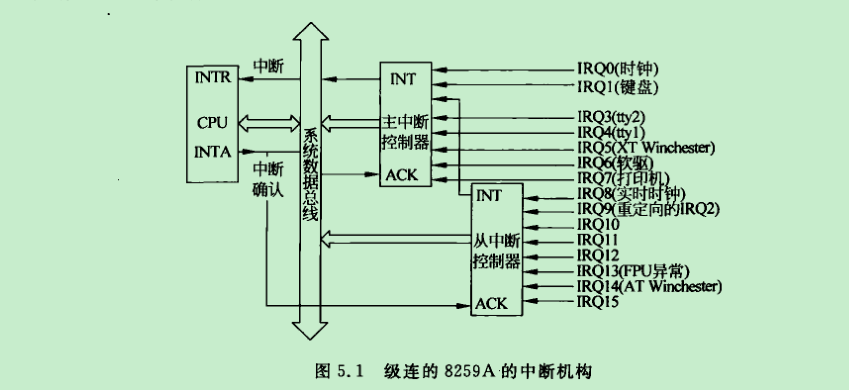 INTR
CPU
INTA
中断
中断
确认
系统数据总线
INT
主中断
控制器
ACK
IRQ0(时钟)
IRQ1(键盘)
IRQ3(tty2)
IRQ4(tty1)
IRQ5(XT Winchester)
IRQ6(软驱)
IRQ7(打印机)
INT
从中断
控制器
ACK
IRQ8(实时时钟)
IRQ9(重定向的IRQ2)
IRQ10
IRQ11
IRQ12
IRQ13(FPU异常)
IRQ14(AT Winchester)
IRQ15
图 5.1 级连的 8259A 的中断机构